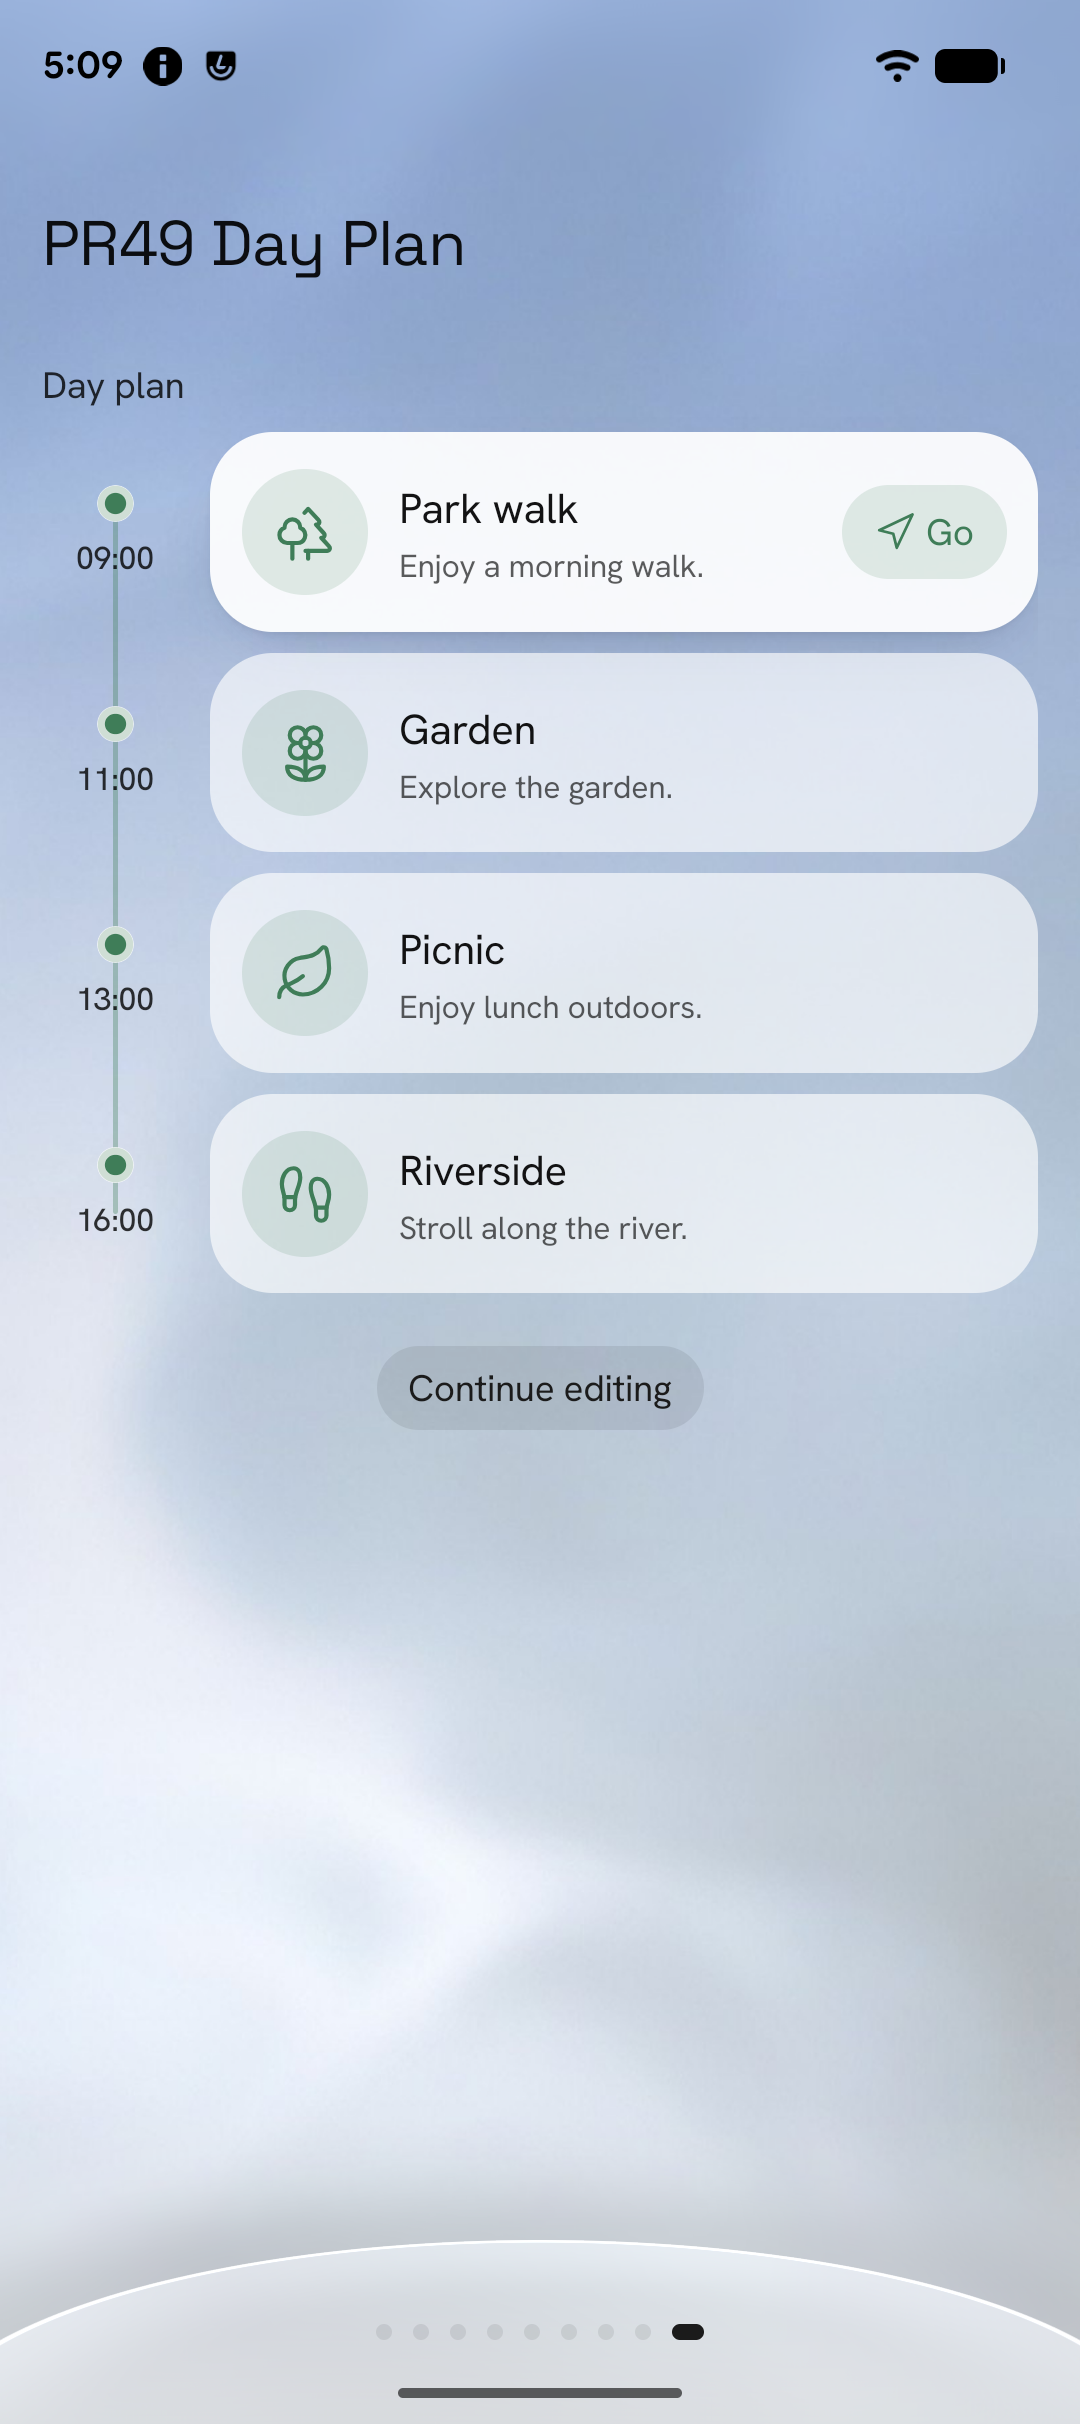 5:09
PR49 Day Plan
Day plan
09:00
Park walk
Enjoy a morning walk.
Go
11:00
Garden
Explore the garden.
13:00
Picnic
Enjoy lunch outdoors.
16:00
Riverside
Stroll along the river.
Continue editing